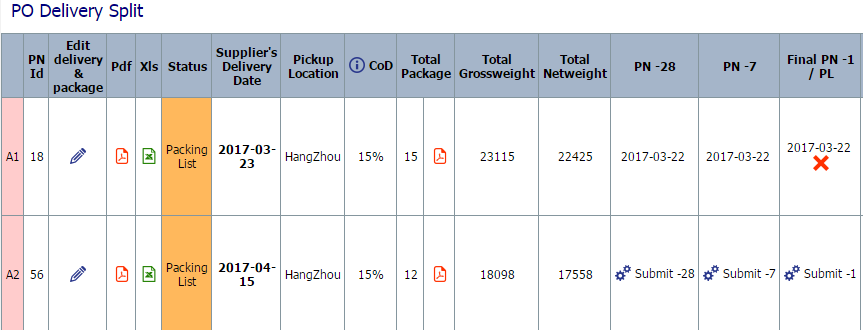 PO Delivery Split
PN Id Edit delivery & package Pdf Xls Status Supplier's Delivery Date Pickup Location CoD Total Package Total Grossweight Total Netweight PN -28 PN -7 Final PN -1 / PL
A1 18 Packing List 2017-03-23 HangZhou 15% 15 23115 22425 2017-03-22 2017-03-22 2017-03-22
A2 56 Packing List 2017-04-15 HangZhou 15% 12 18098 17558 Submit -28 Submit -7 Submit -1